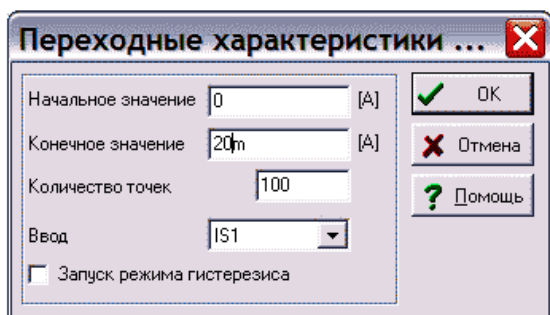 Переходные характеристики ...
Начальное значение 0 [A]
Конечное значение 20m [A]
Количество точек 100
Ввод IS1
Запуск режима гистерезиса
OK
Отмена
Помощь